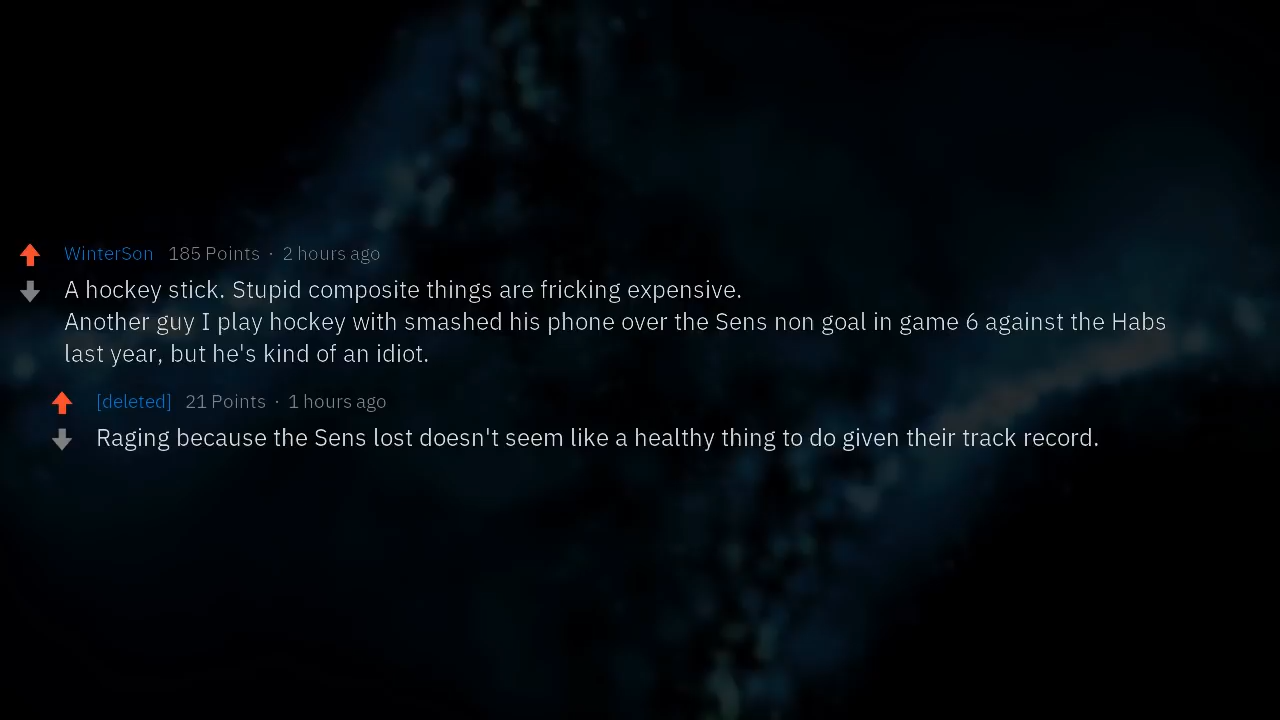 WinterSon 185 Points · 2 hours ago
A hockey stick. Stupid composite things are fricking expensive.
Another guy I play hockey with smashed his phone over the Sens non goal in game 6 against the Habs
last year, but he's kind of an idiot.
[deleted] 21 Points · 1 hours ago
Raging because the Sens lost doesn't seem like a healthy thing to do given their track record.